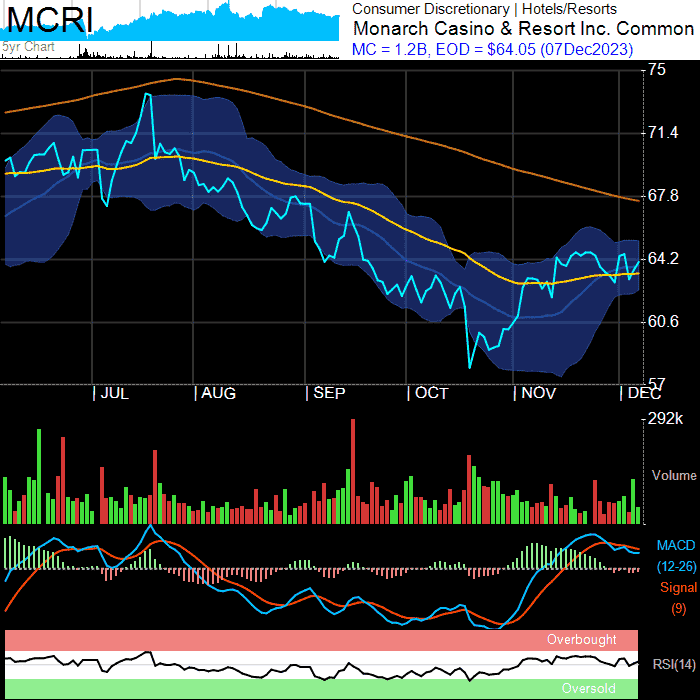 MCRI
5yr Chart
Consumer Discretionary | Hotels/Resorts
Monarch Casino & Resort Inc. Common
MC = 1.2B, EOD = $64.05 (07Dec2023)
75
71.4
67.8
64.2
60.6
57
JUL AUG SEP OCT NOV DEC
292k
Volume
MACD
(12-26)
Signal
(9)
Overbought
RSI(14)
Oversold